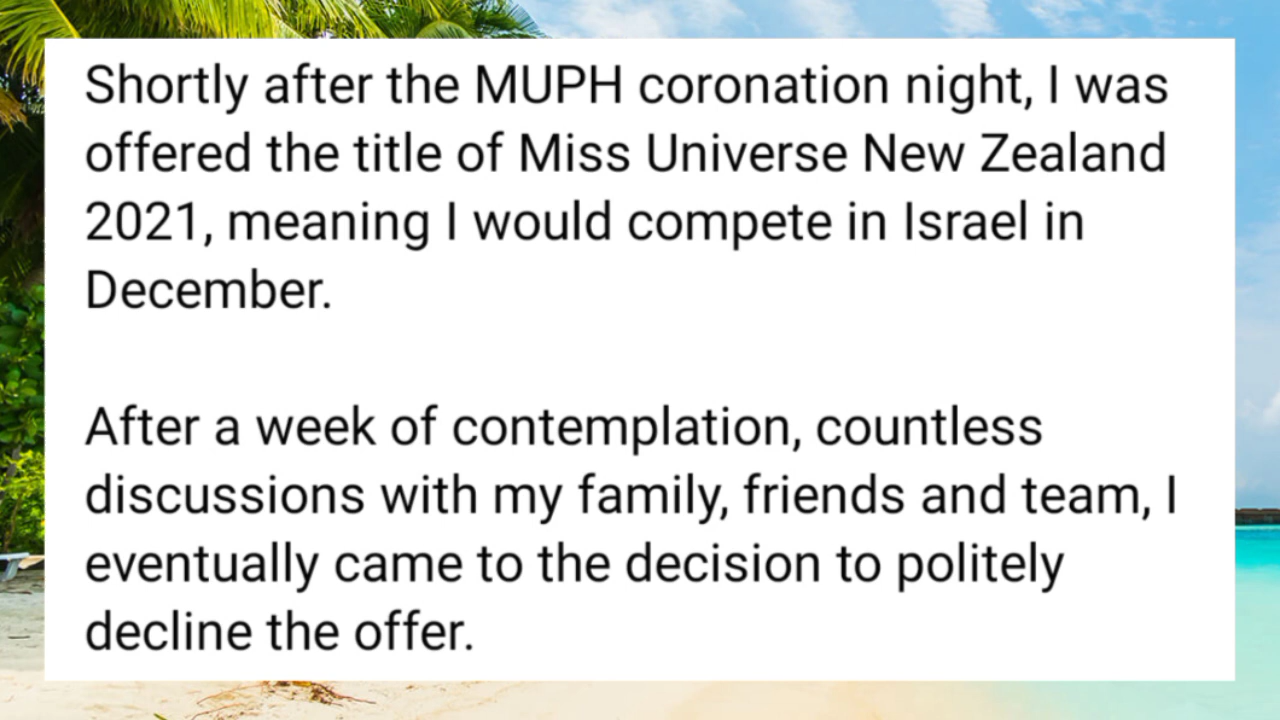 Shortly after the MUPH coronation night, I was
offered the title of Miss Universe New Zealand
2021, meaning I would compete in Israel in
December.
After a week of contemplation, countless
discussions with my family, friends and team, I
eventually came to the decision to politely
decline the offer.